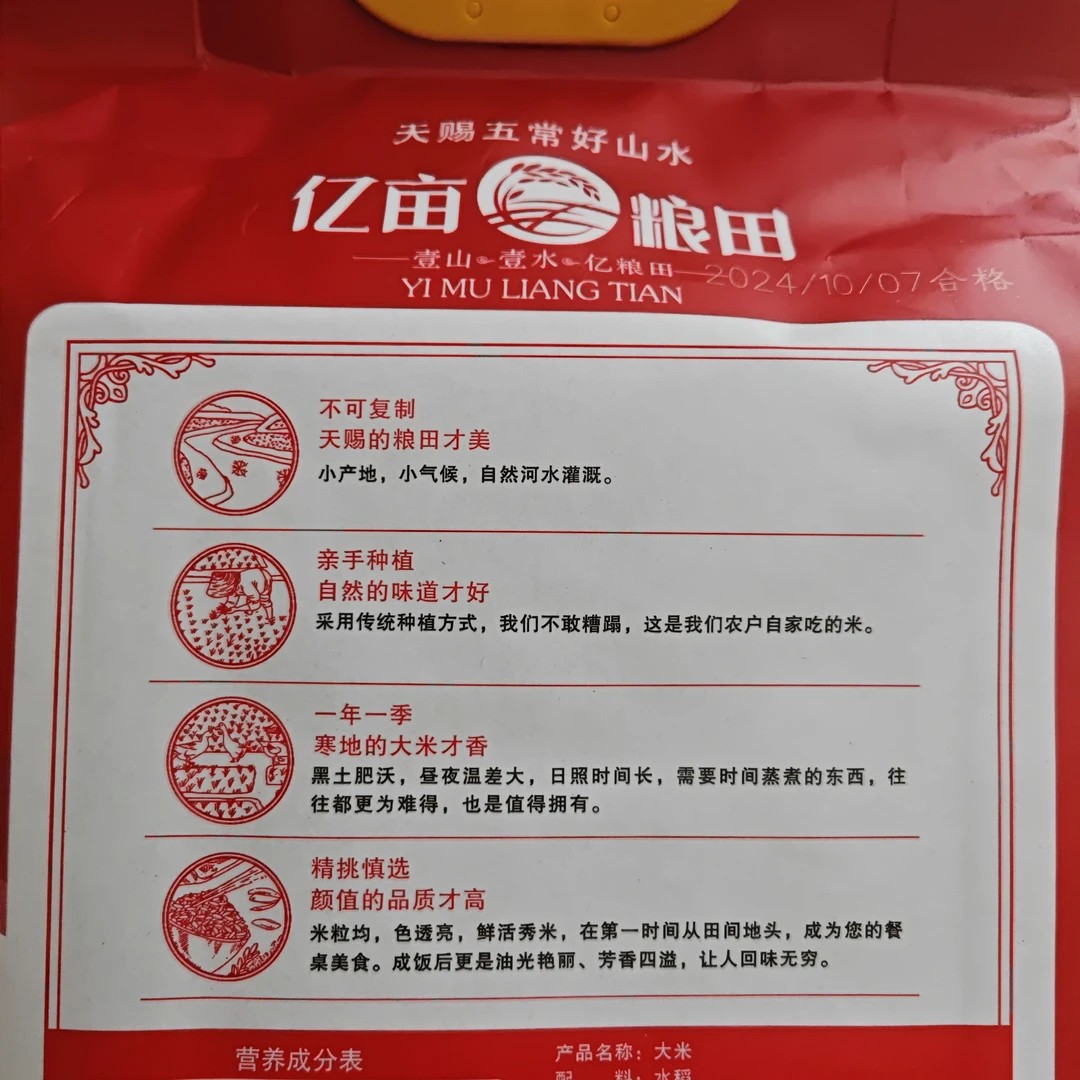 天赐五常好山水
亿亩粮田
壹山壹水亿粮田
2024/10/07合格
YI MU LIANG TIAN
不可复制
天赐的粮田才美
小产地，小气候，自然河水灌溉。
亲手种植
自然的味道才好
采用传统种植方式，我们不敢糟蹋，这是我们农户自家吃的米。
一年一季
寒地的大米才香
黑土肥沃，昼夜温差大，日照时间长，需要时间蒸煮的东西，往
往都更为难得，也是值得拥有。
精挑慎选
颜值的品质才高
米粒均，色透亮，鲜活秀米，在第一时间从田间地头，成为您的餐
桌美食。成饭后更是油光艳丽、芳香四溢，让人回味无穷。
营养成分表
产品名称：大米
配 料：水稻